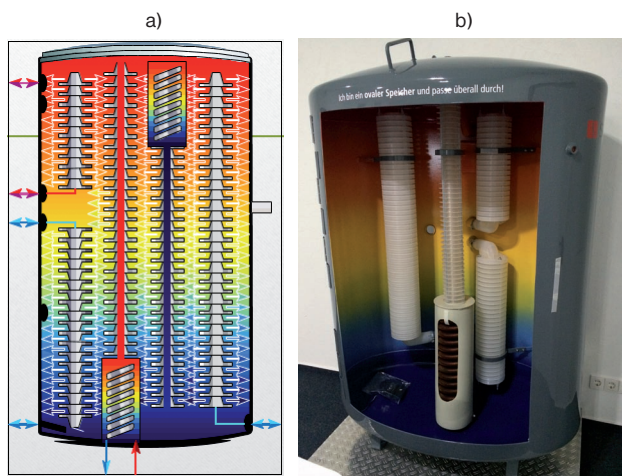 a)
b)
Ich bin ein ovaler Speicher und passe überall durch!